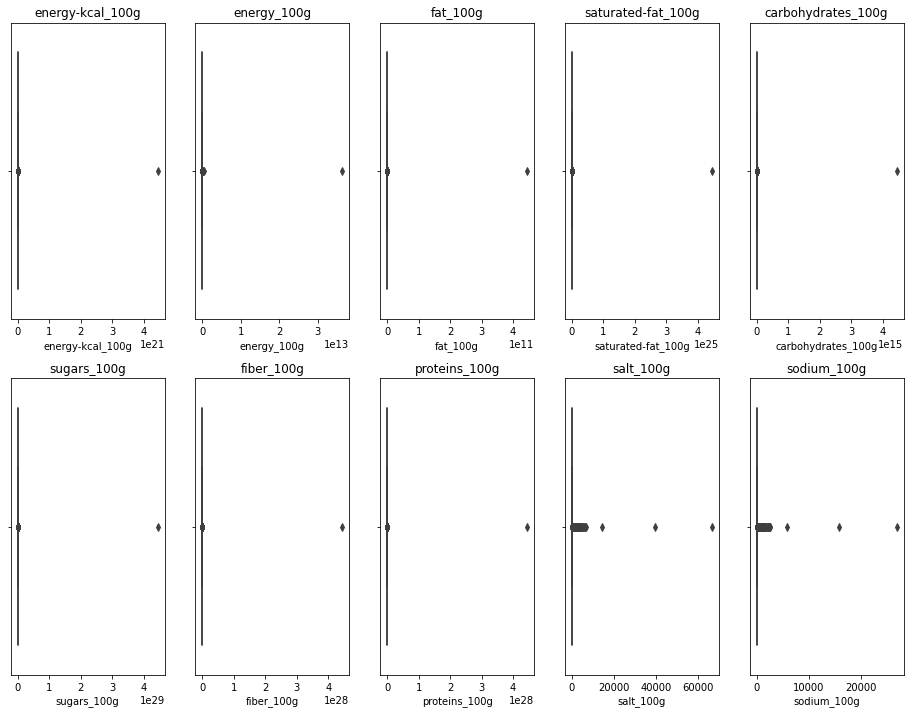 energy-kcal_100g
energy_100g
fat_100g
saturated-fat_100g
carbohydrates_100g
0 1 2 3 4
0 1 2 3
0 1 2 3 4
0 1 2 3 4
0 1 2 3 4
energy-kcal_100g 1e21
energy_100g 1e13
fat_100g 1e11
saturated-fat_100g 1e25
carbohydrates_100g 1e15
sugars_100g
fiber_100g
proteins_100g
salt_100g
sodium_100g
0 1 2 3 4
0 1 2 3 4
0 1 2 3 4
0 20000 40000 60000
0 10000 20000
sugars_100g 1e29
fiber_100g 1e28
proteins_100g 1e28
salt_100g
sodium_100g